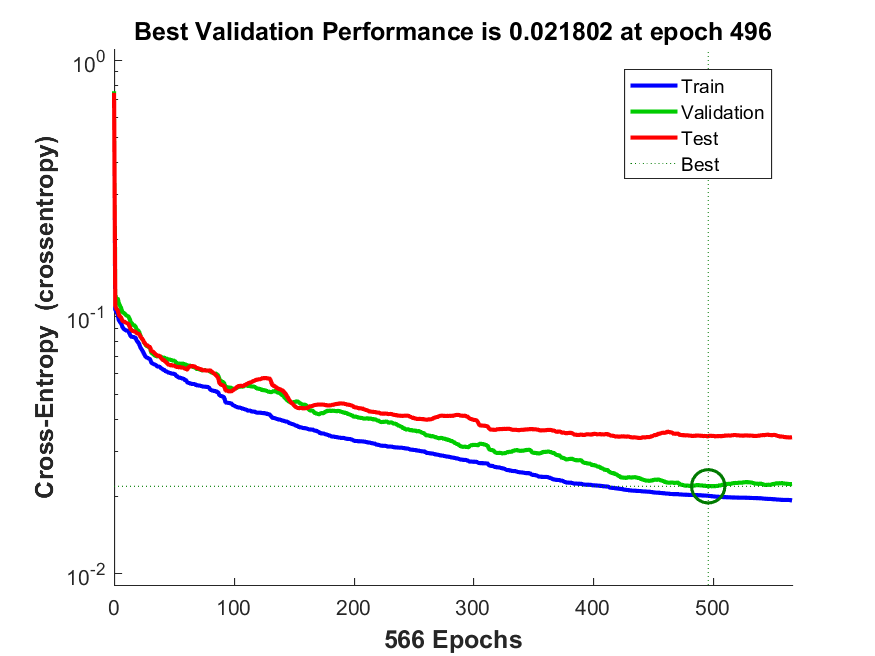 Best Validation Performance is 0.021802 at epoch 496
Cross-Entropy (crossentropy)
10^0
10^-1
10^-2
Train
Validation
Test
Best
0 100 200 300 400 500
566 Epochs